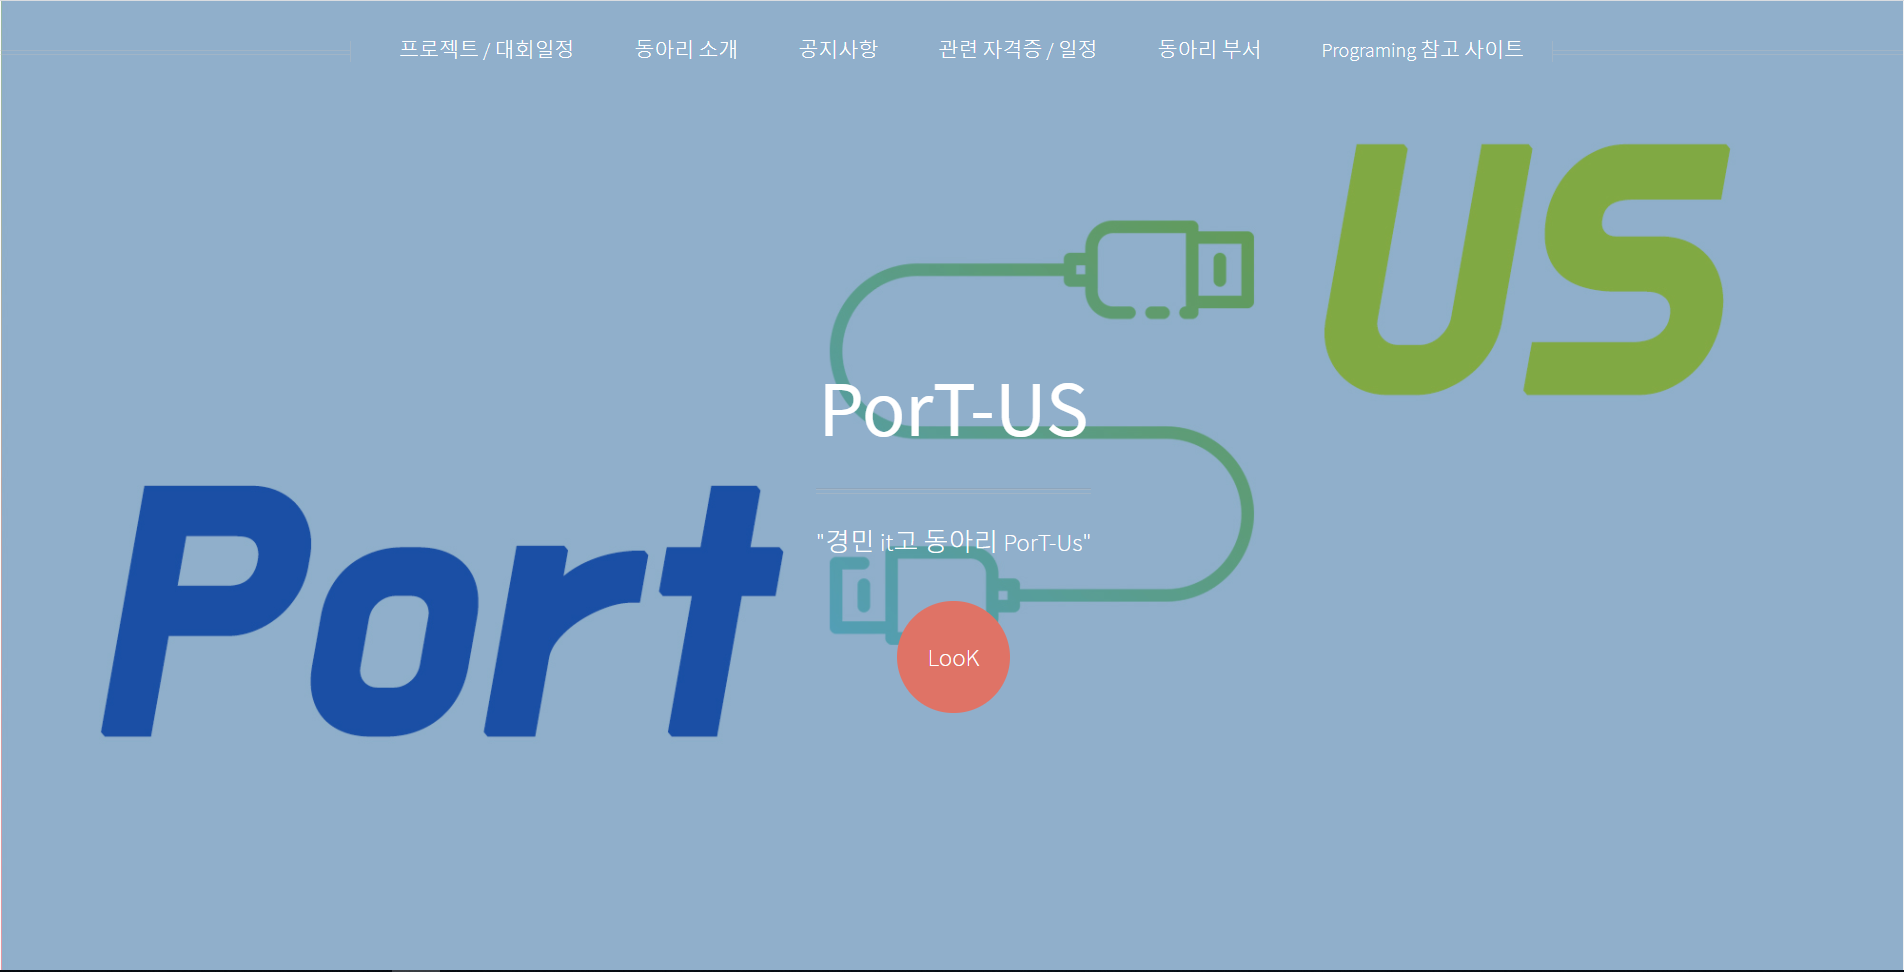 프로젝트 / 대회일정 동아리 소개 공지사항 관련 자격증 / 일정 동아리 부서 Programing 참고 사이트
US
PorT-US
Port
"경민 it고 동아리 PorT-Us"
LooK